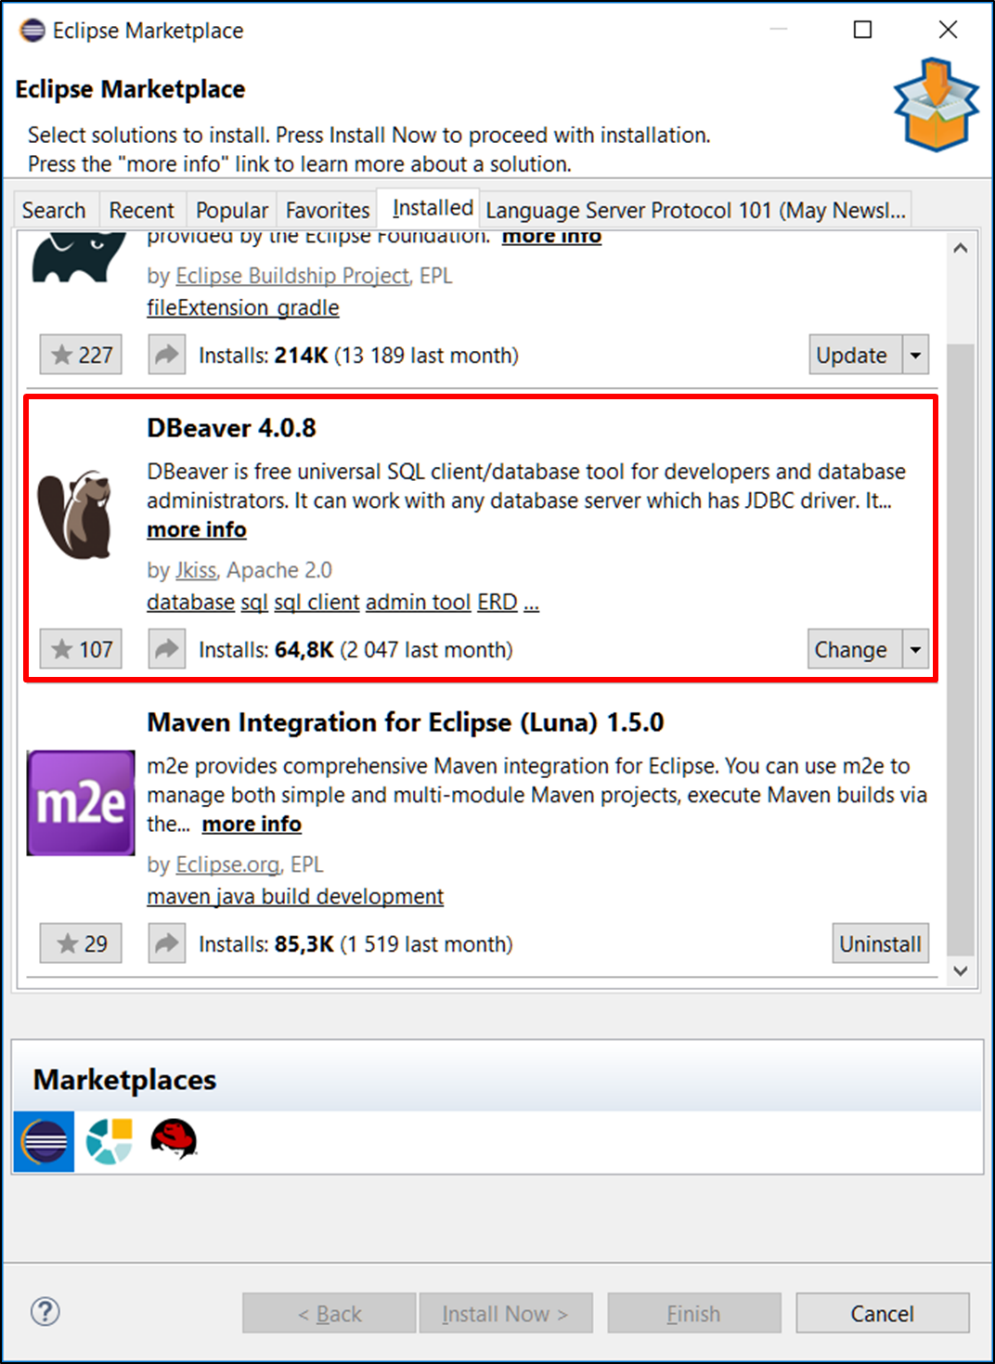 Eclipse Marketplace
Eclipse Marketplace
Select solutions to install. Press Install Now to proceed with installation.
Press the "more info" link to learn more about a solution.
Search Recent Popular Favorites Installed Language Server Protocol 101 (May Newsl...
provided by the Eclipse Foundation. more info
by Eclipse Buildship Project, EPL
fileExtension_gradle
227 Installs: 214K (13 189 last month) Update
DBeaver 4.0.8
DBeaver is free universal SQL client/database tool for developers and database
administrators. It can work with any database server which has JDBC driver. It...
more info
by Jkiss, Apache 2.0
database sql sql client admin tool ERD ...
107 Installs: 64,8K (2 047 last month) Change
Maven Integration for Eclipse (Luna) 1.5.0
m2e
m2e provides comprehensive Maven integration for Eclipse. You can use m2e to
manage both simple and multi-module Maven projects, execute Maven builds via
the... more info
by Eclipse.org, EPL
maven java build development
29 Installs: 85,3K (1 519 last month) Uninstall
Marketplaces
? < Back Install Now > Finish Cancel